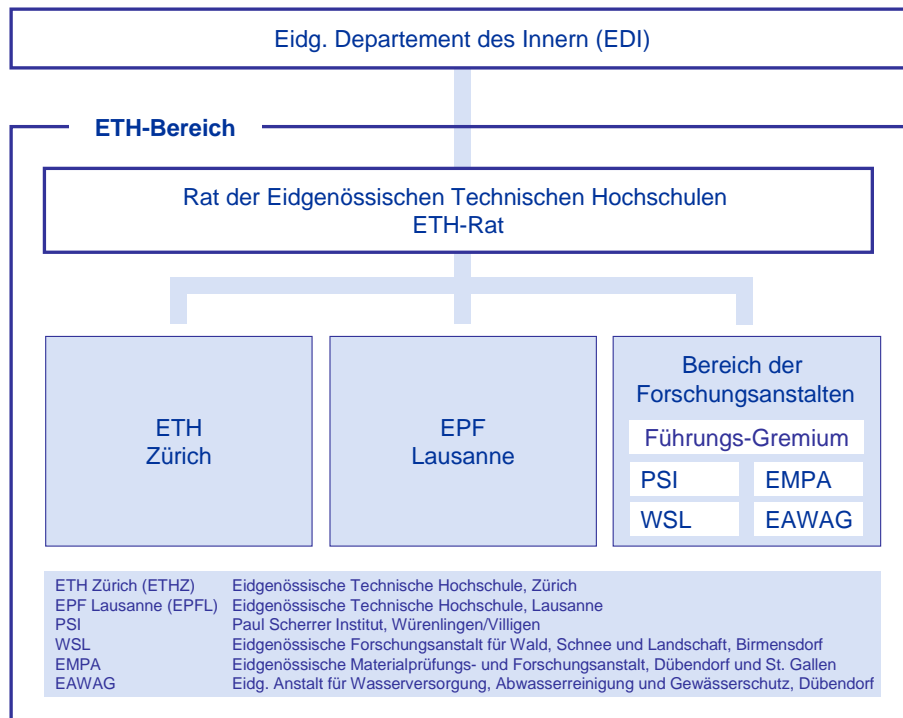 Eidg. Departement des Innern (EDI)
ETH-Bereich
Rat der Eidgenössischen Technischen Hochschulen
ETH-Rat
ETH
Zürich
EPF
Lausanne
Bereich der
Forschungsanstalten
Führungs-Gremium
PSI
EMPA
WSL
EAWAG
ETH Zürich (ETHZ) Eidgenössische Technische Hochschule, Zürich
EPF Lausanne (EPFL) Eidgenössische Technische Hochschule, Lausanne
PSI Paul Scherrer Institut, Würenlingen/Villigen
WSL Eidgenössische Forschungsanstalt für Wald, Schnee und Landschaft, Birmensdorf
EMPA Eidgenössische Materialprüfungs- und Forschungsanstalt, Dübendorf und St. Gallen
EAWAG Eidg. Anstalt für Wasserversorgung, Abwasserreinigung und Gewässerschutz, Dübendorf